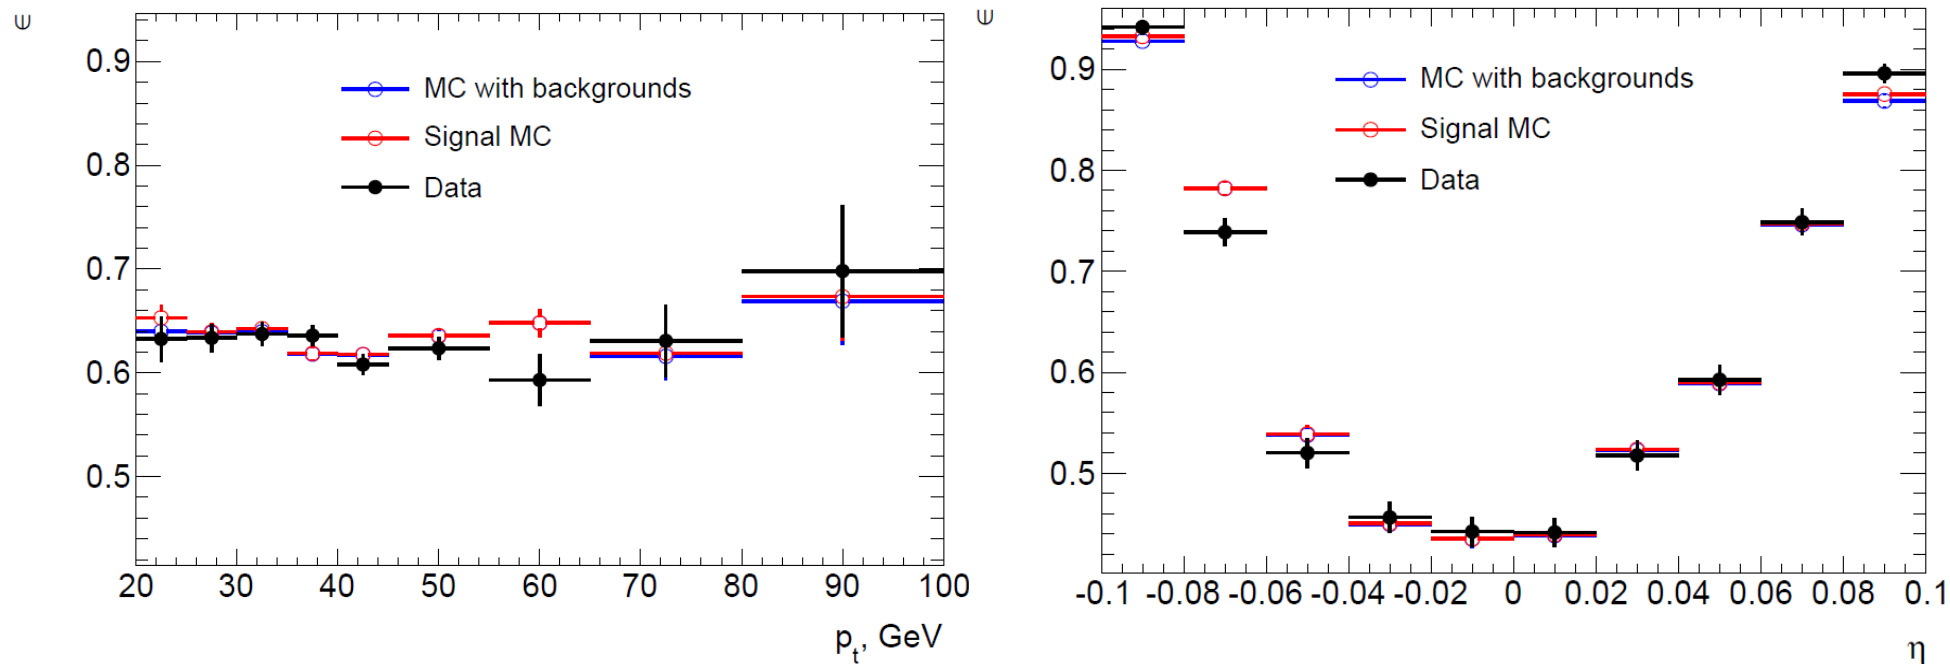 ∈
0.9
0.8
0.7
0.6
0.5
MC with backgrounds
Signal MC
Data
20 30 40 50 60 70 80 90 100
p_t, GeV
∈
0.9
0.8
0.7
0.6
0.5
MC with backgrounds
Signal MC
Data
-0.1 -0.08 -0.06 -0.04 -0.02 0 0.02 0.04 0.06 0.08 0.1
η